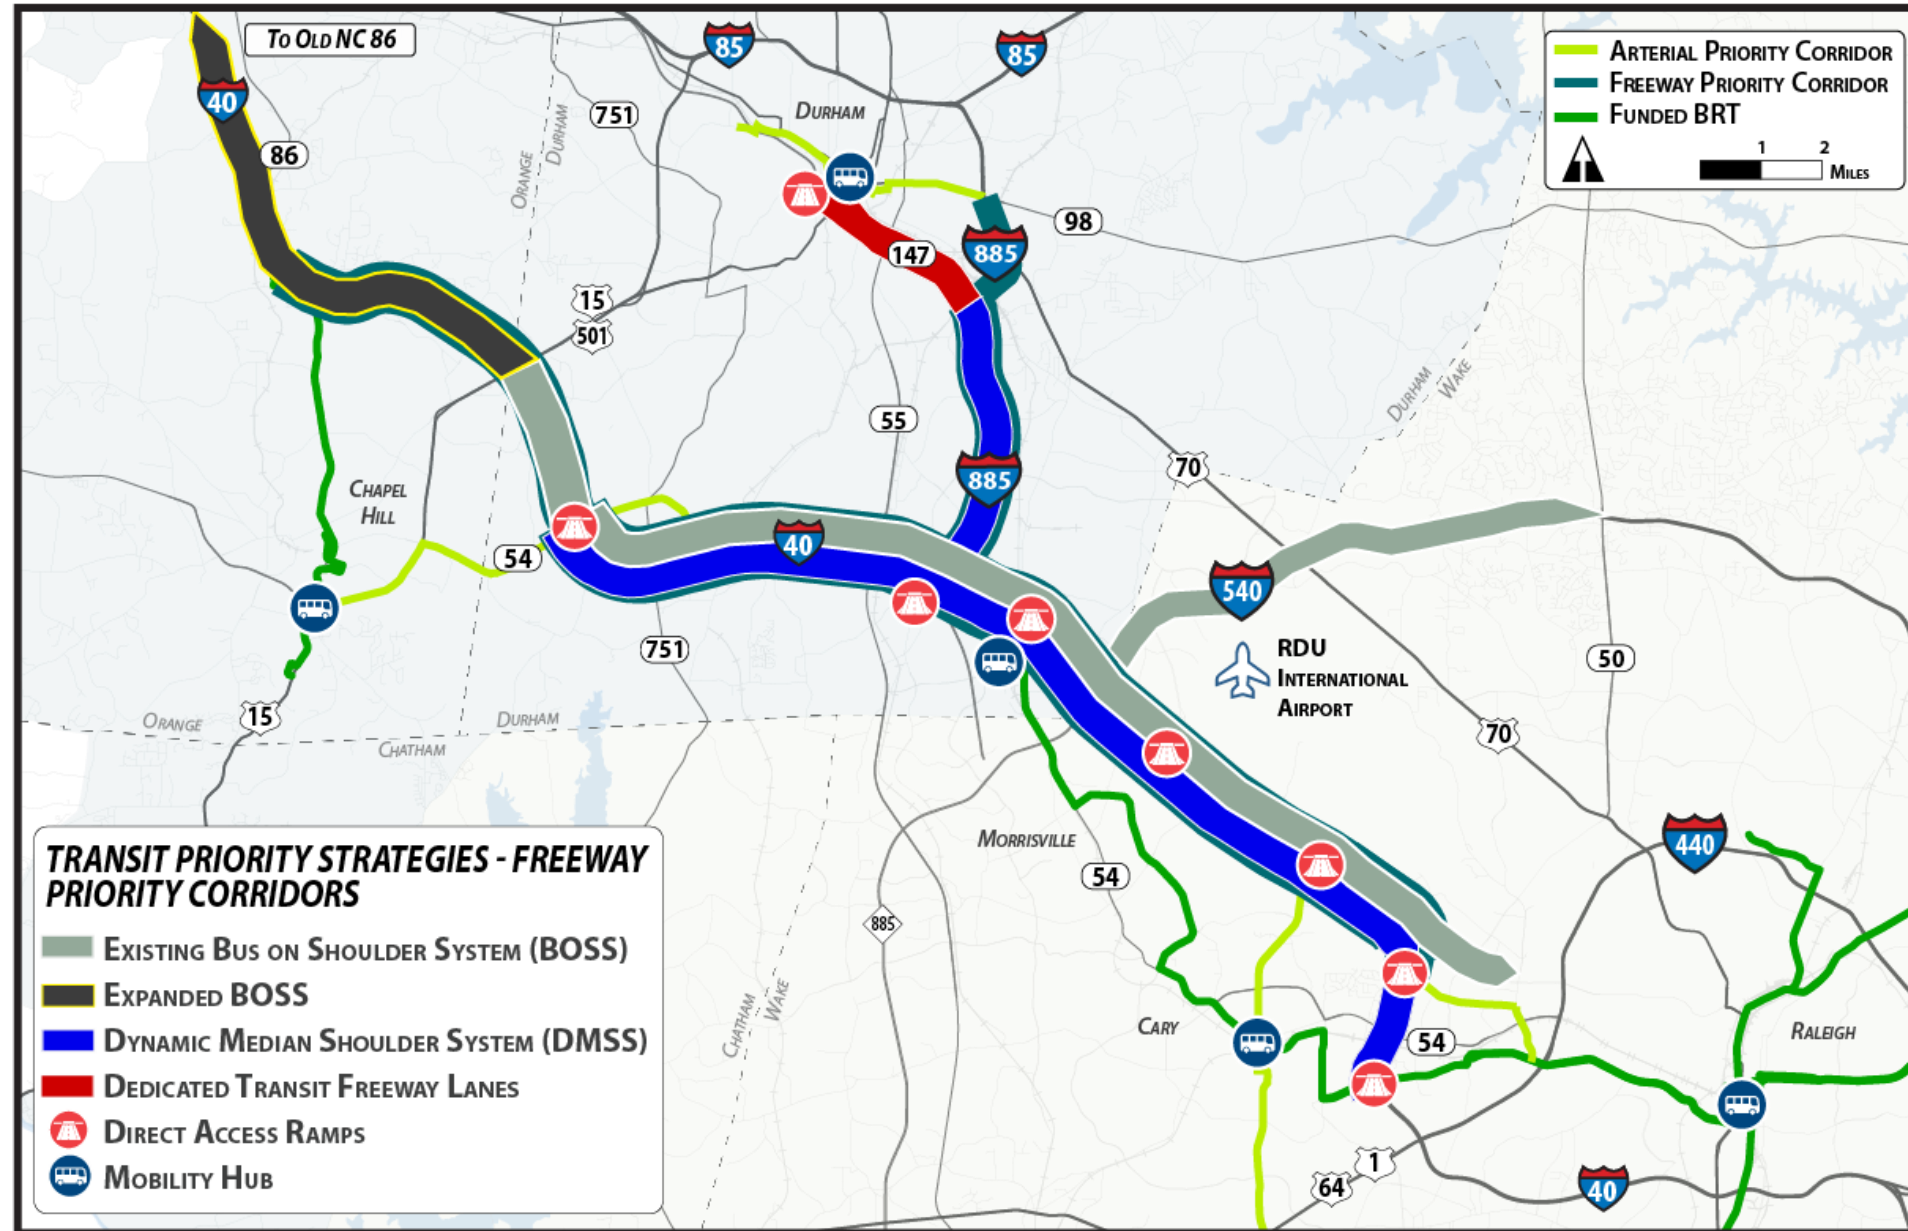 To Old NC 86
40
86
751
85
85
Durham
Orange
Durham
Arterial Priority Corridor
Freeway Priority Corridor
Funded BRT
1
2
Miles
147
885
98
15
501
55
885
70
Durham
Wake
Chapel
Hill
54
40
540
751
50
RDU
International
Airport
70
Orange
15
Durham
Chatham
Morrisville
54
440
885
Chatham
Wake
Cary
54
Raleigh
1
64
40
Transit Priority Strategies - Freeway
Priority Corridors
Existing Bus on Shoulder System (BOSS)
Expanded BOSS
Dynamic Median Shoulder System (DMSS)
Dedicated Transit Freeway Lanes
Direct Access Ramps
Mobility Hub